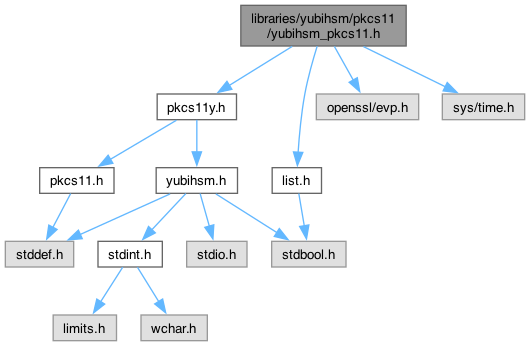 libraries/yubihsm/pkcs11
/yubihsm_pkcs11.h
pkcs11y.h
openssl/evp.h
sys/time.h
pkcs11.h
yubihsm.h
list.h
stddef.h
stdint.h
stdio.h
stdbool.h
limits.h
wchar.h